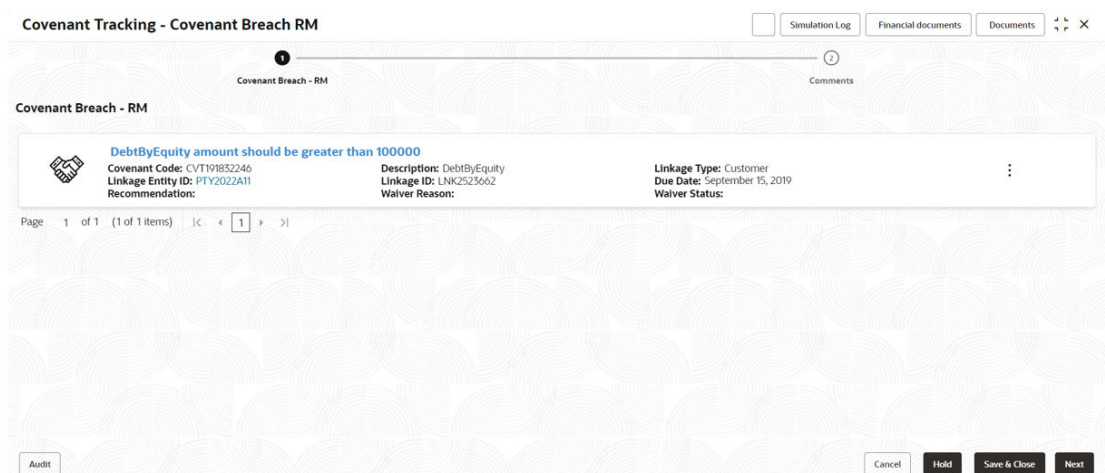 Covenant Tracking - Covenant Breach RM
Simulation Log
Financial documents
Documents
1
2
Covenant Breach - RM
Comments
Covenant Breach - RM
DebtByEquity amount should be greater than 100000
Covenant Code: CVT191832246 Description: DebtByEquity Linkage Type: Customer
Linkage Entity ID: PTY2022A11 Linkage ID: LNK2523662 Due Date: September 15, 2019
Recommendation: Waiver Reason: Waiver Status:
Page 1 of 1 (1 of 1 items) 1
Audit
Cancel
Hold
Save & Close
Next